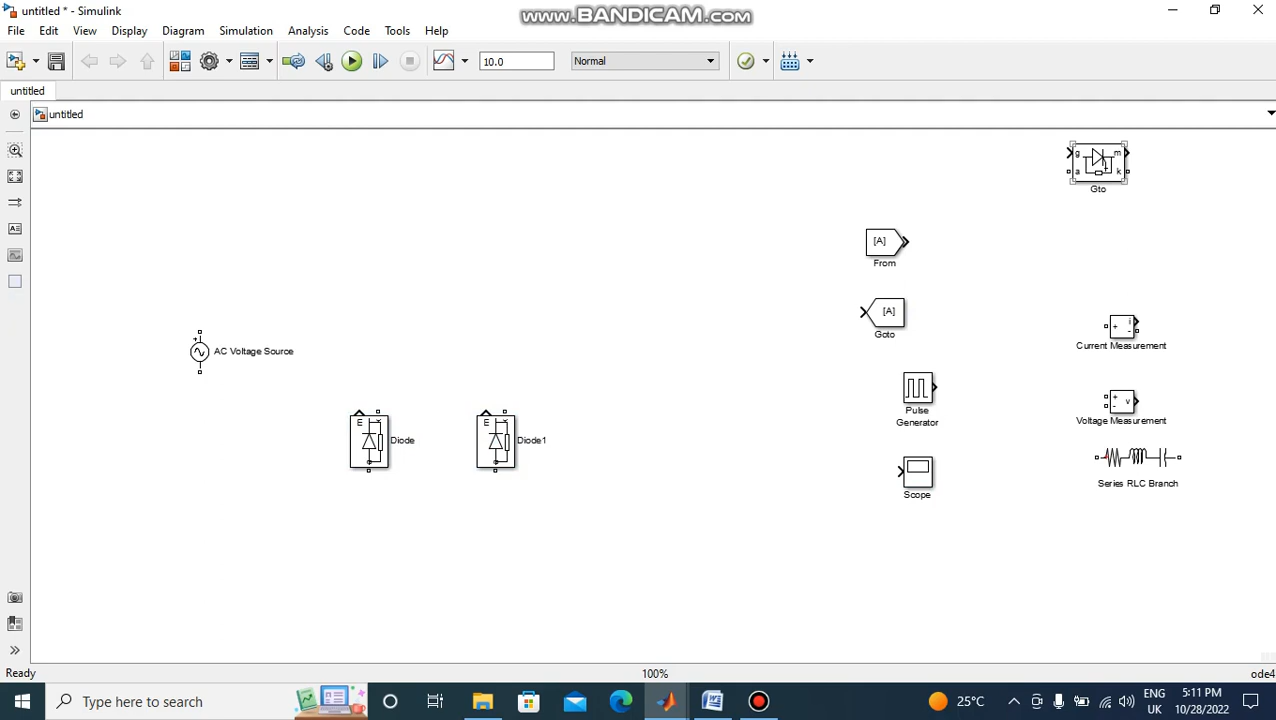 untitled * - Simulink
www.BANDICAM.com
File Edit View Display Diagram Simulation Analysis Code Tools Help
10.0
Normal
untitled
untitled
g m
a k
Gto
[A]
From
[A]
Goto
+ i
-
Current Measurement
AC Voltage Source
Pulse
Generator
+ v
-
Voltage Measurement
E
Diode
E
Diode1
Series RLC Branch
Scope
Ready
100%
ode4
Type here to search
25°C
ENG
UK
5:11 PM
10/28/2022